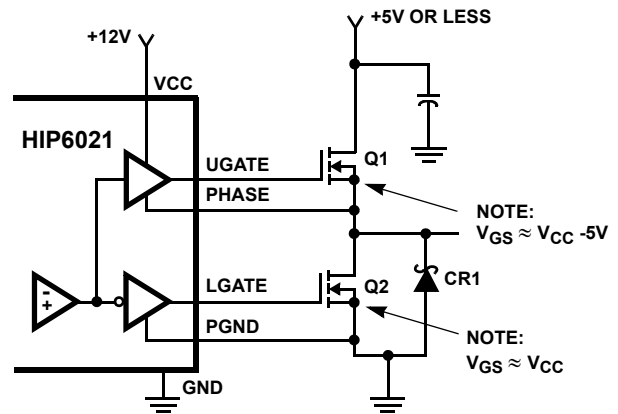 +5V OR LESS
+12V
VCC
HIP6021
UGATE
Q1
PHASE
NOTE:
VGS ≈ VCC -5V
LGATE
Q2
CR1
PGND
NOTE:
VGS ≈ VCC
GND
-
+